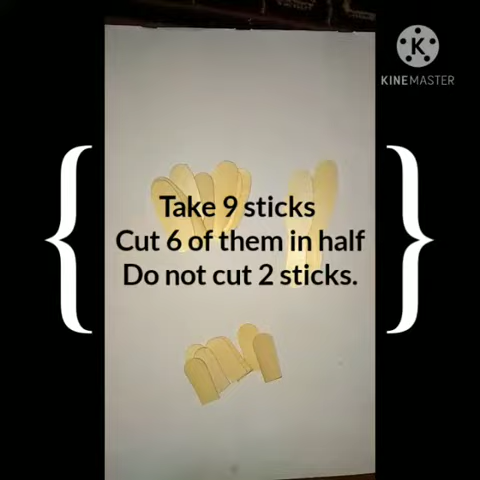 K
KINEMASTER
Take 9 sticks
Cut 6 of them in half
Do not cut 2 sticks.